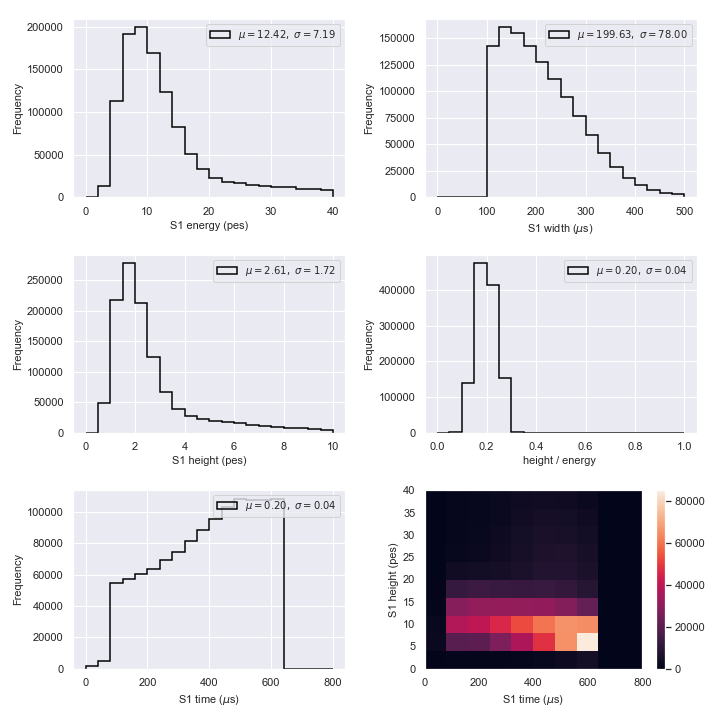 μ = 12.42, σ = 7.19
200000
150000
100000
50000
0
Frequency
0 10 20 30 40
S1 energy (pes)
μ = 199.63, σ = 78.00
150000
125000
100000
75000
50000
25000
0
Frequency
0 100 200 300 400 500
S1 width (μs)
μ = 2.61, σ = 1.72
250000
200000
150000
100000
50000
0
Frequency
0 2 4 6 8 10
S1 height (pes)
μ = 0.20, σ = 0.04
400000
300000
200000
100000
0
Frequency
0.0 0.2 0.4 0.6 0.8 1.0
height / energy
μ = 0.20, σ = 0.04
100000
80000
60000
40000
20000
0
Frequency
0 200 400 600 800
S1 time (μs)
40
35
30
25
20
15
10
5
0
S1 height (pes)
0 200 400 600 800
S1 time (μs)
80000
60000
40000
20000
0